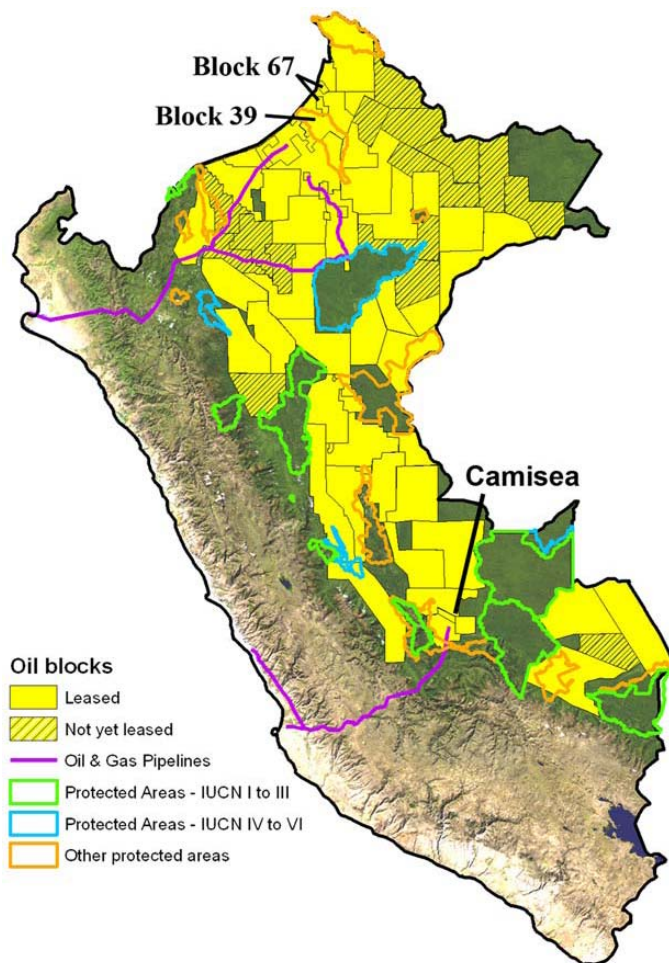 Block 67
Block 39
Camisea
Oil blocks
Leased
Not yet leased
Oil & Gas Pipelines
Protected Areas - IUCN I to III
Protected Areas - IUCN IV to VI
Other protected areas